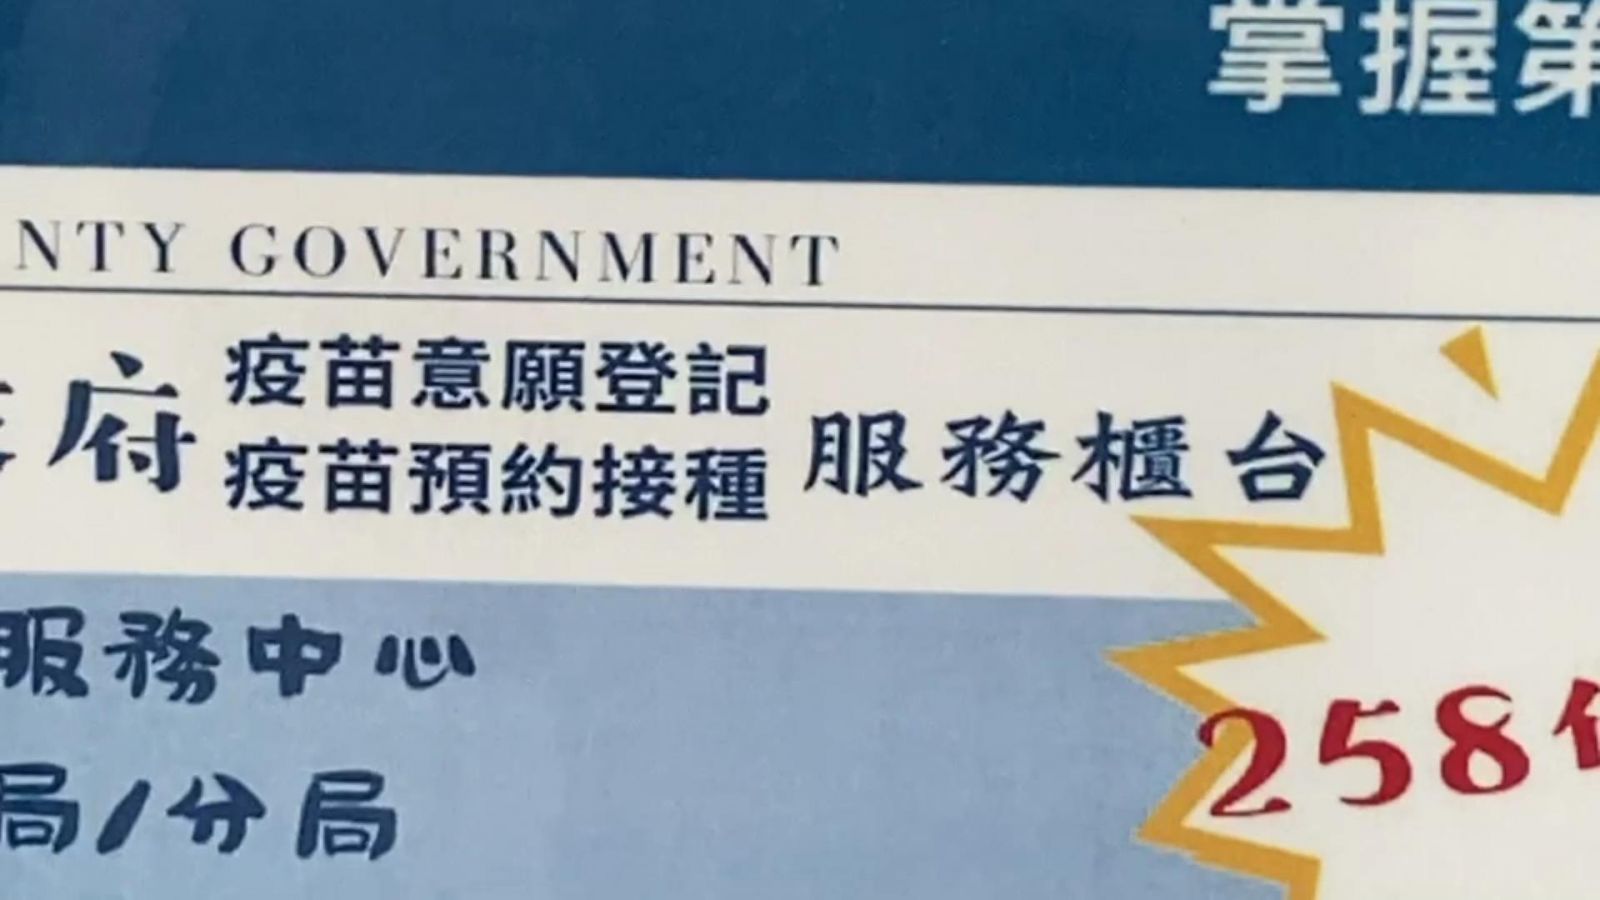 掌握第
NTY GOVERNMENT
府 疫苗意願登記 服務櫃台
疫苗預約接種
服務中心
258
局/分局